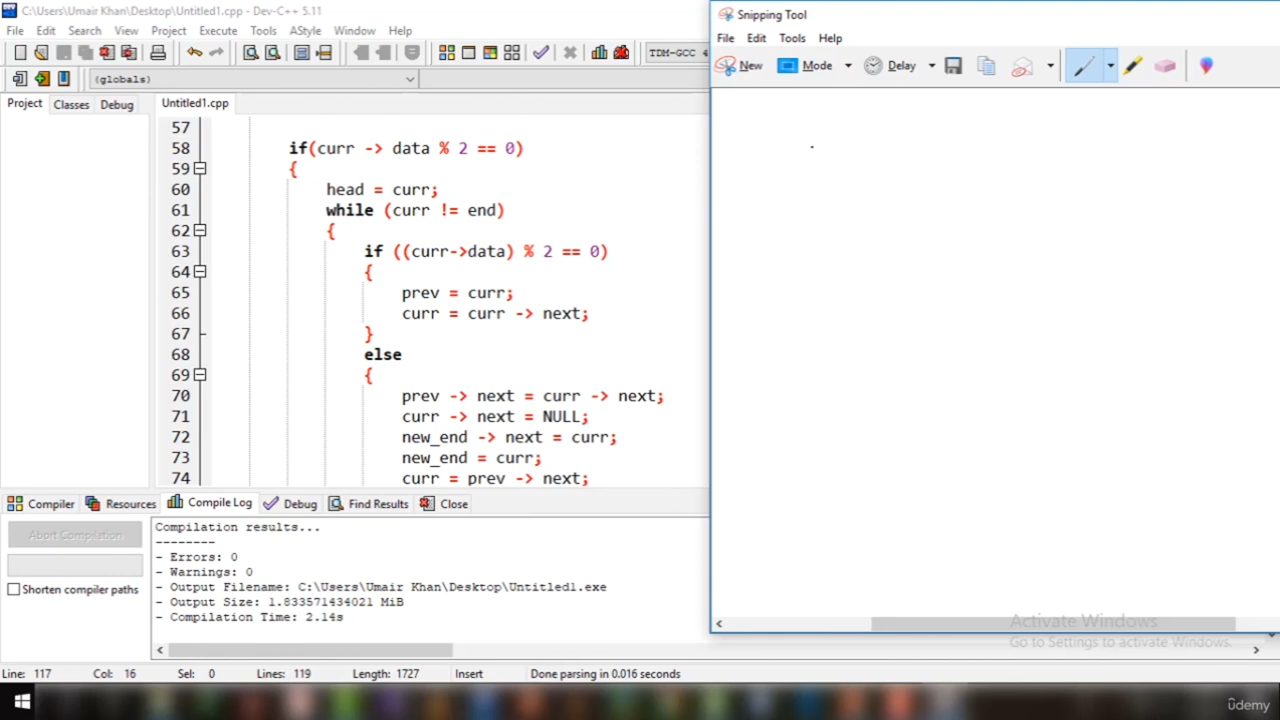 C:\Users\Umair Khan\Desktop\Untitled1.cpp - Dev-C++ 5.11
File Edit Search View Project Execute Tools AStyle Window Help
TDM-GCC 4
(globals)
Project Classes Debug
Untitled1.cpp
57
58 if(curr -> data % 2 == 0)
59 {
60 head = curr;
61 while (curr != end)
62 {
63 if ((curr->data) % 2 == 0)
64 {
65 prev = curr;
66 curr = curr -> next;
67 }
68 else
69 {
70 prev -> next = curr -> next;
71 curr -> next = NULL;
72 new_end -> next = curr;
73 new_end = curr;
74 curr = prev -> next;
Compiler Resources Compile Log Debug Find Results Close
Abort Compilation
Shorten compiler paths
Compilation results...
--------
- Errors: 0
- Warnings: 0
- Output Filename: C:\Users\Umair Khan\Desktop\Untitled1.exe
- Output Size: 1.833571434021 MiB
- Compilation Time: 2.14s
Line: 117 Col: 16 Sel: 0 Lines: 119 Length: 1727 Insert Done parsing in 0.016 seconds
Snipping Tool
File Edit Tools Help
New Mode Delay
Activate Windows
Go to Settings to activate Windows.
ûdemy